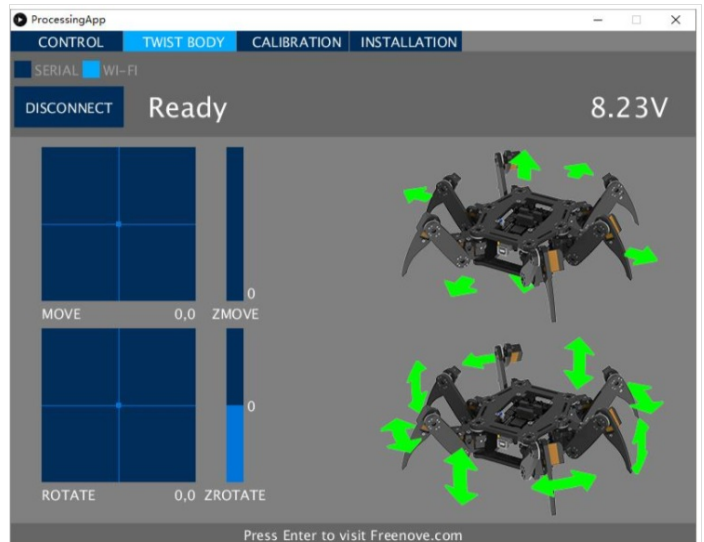 ProcessingApp
CONTROL TWIST BODY CALIBRATION INSTALLATION
SERIAL WI-FI
DISCONNECT Ready 8.23V
0
MOVE 0,0 ZMOVE
0
ROTATE 0,0 ZROTATE
Press Enter to visit Freenove.com